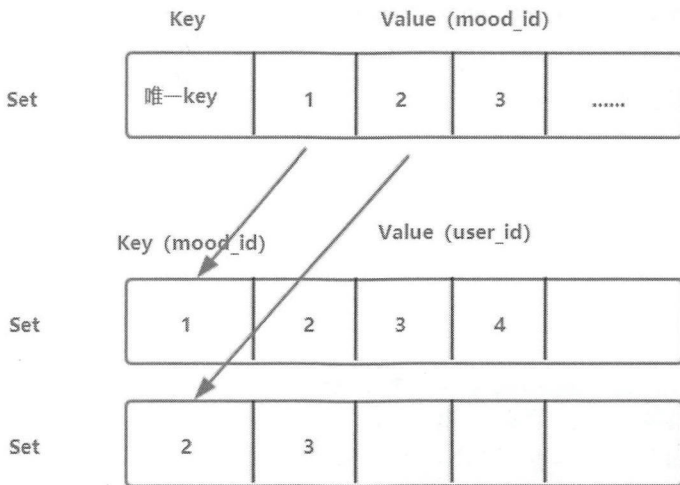 Key Value (mood_id)
Set 唯一key 1 2 3 ......
Key (mood_id) Value (user_id)
Set 1 2 3 4
Set 2 3